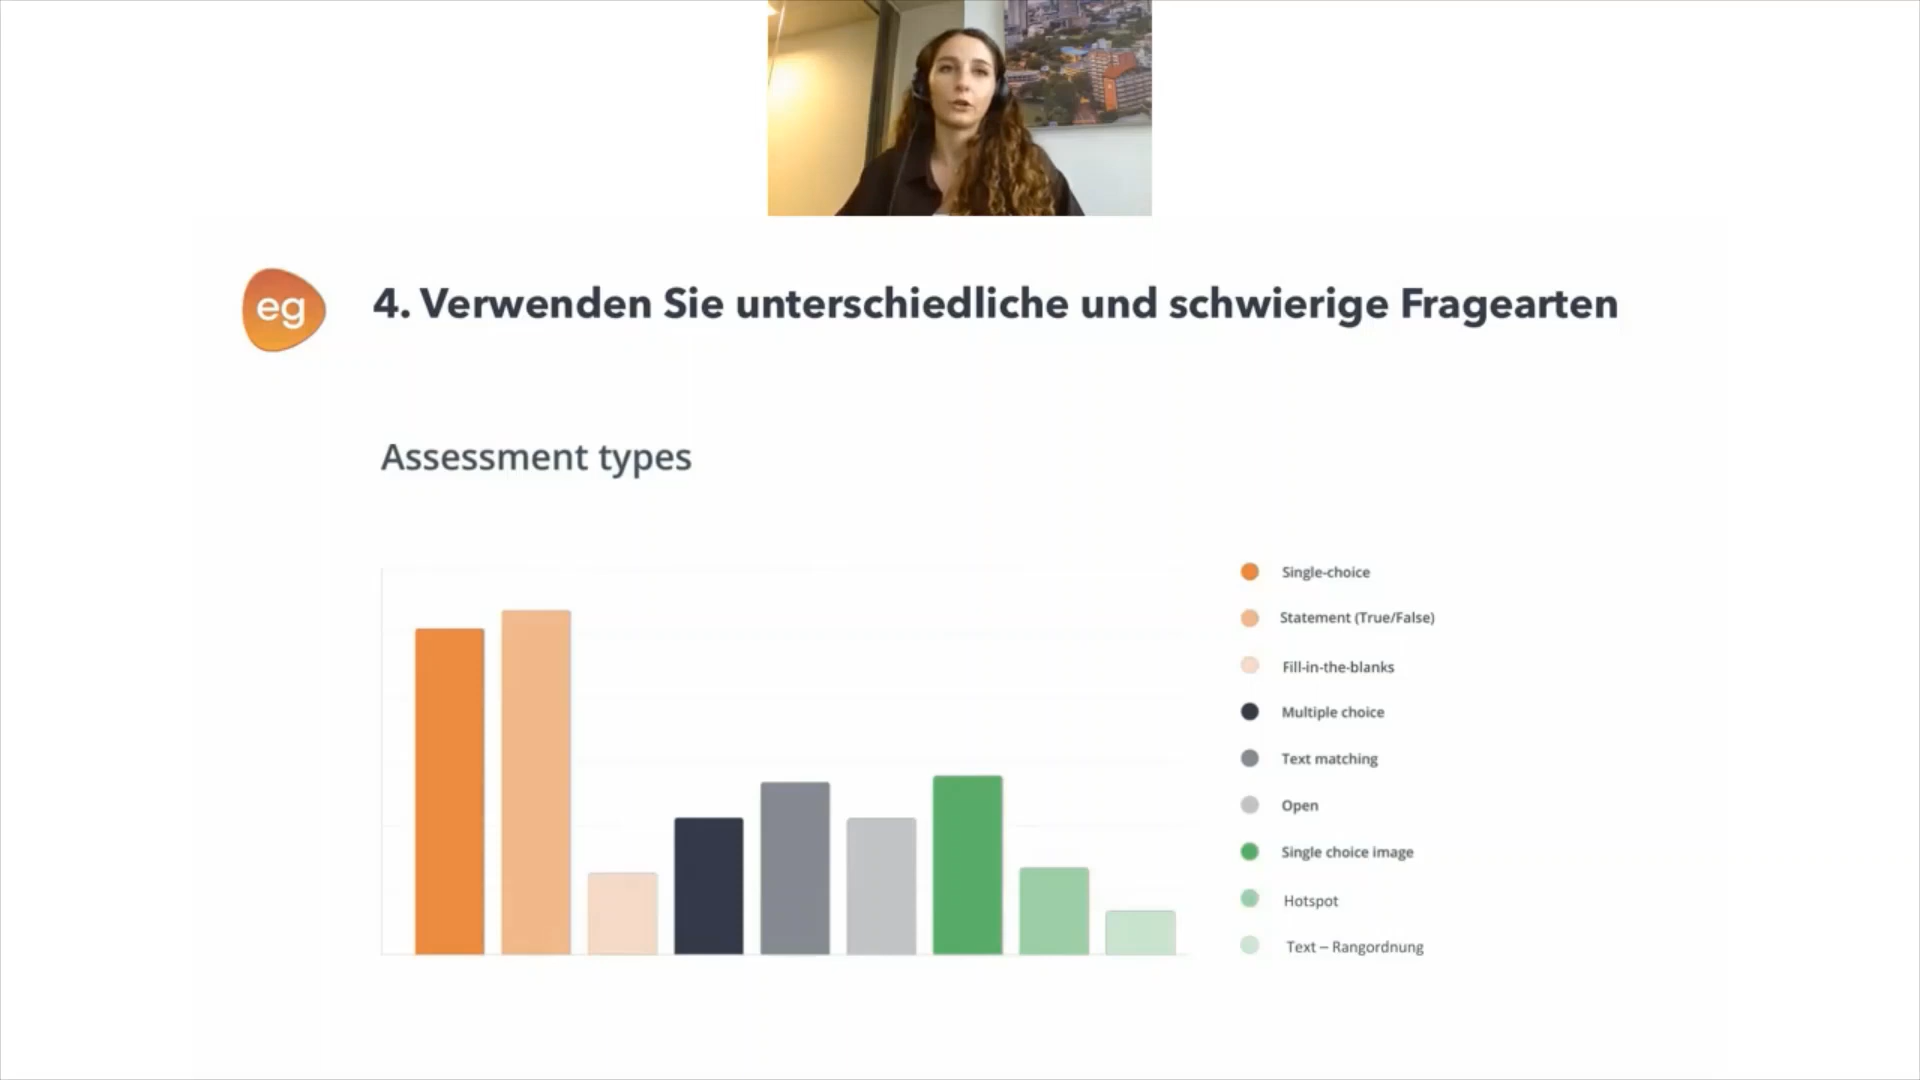 eg
4. Verwenden Sie unterschiedliche und schwierige Fragearten
Assessment types
Single-choice
Statement (True/False)
Fill-in-the-blanks
Multiple choice
Text matching
Open
Single choice image
Hotspot
Text – Rangordnung